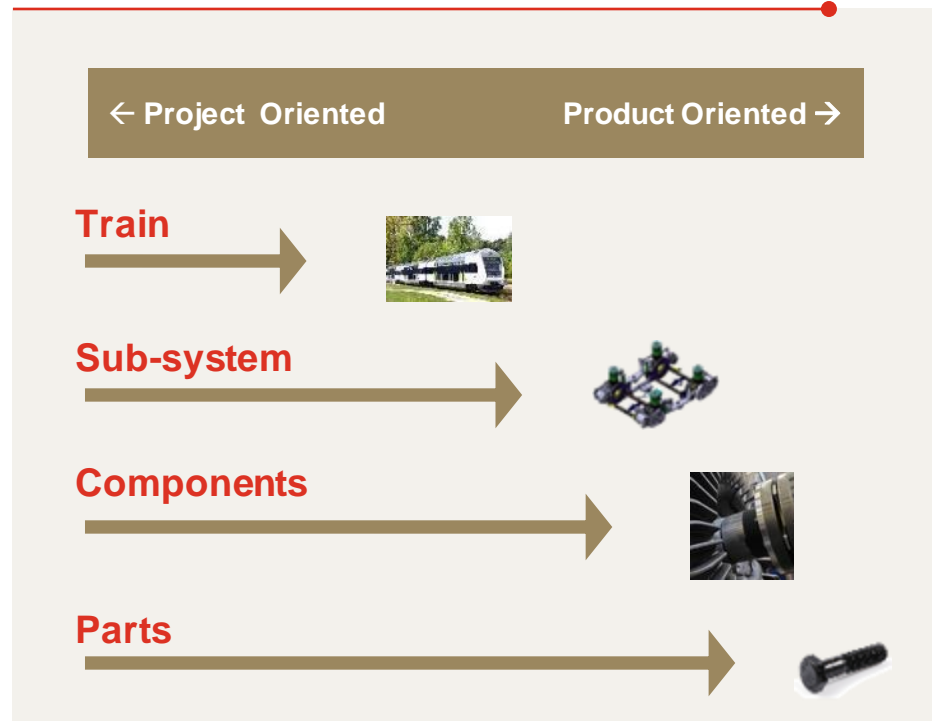 ← Project Oriented Product Oriented →
Train
Sub-system
Components
Parts